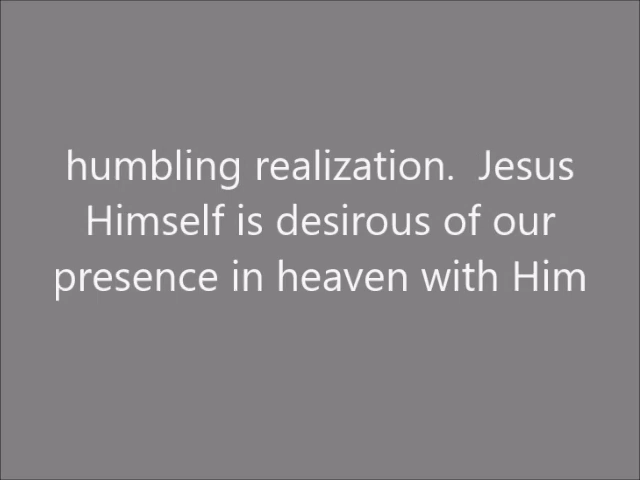 humbling realization.  Jesus
Himself is desirous of our
presence in heaven with Him